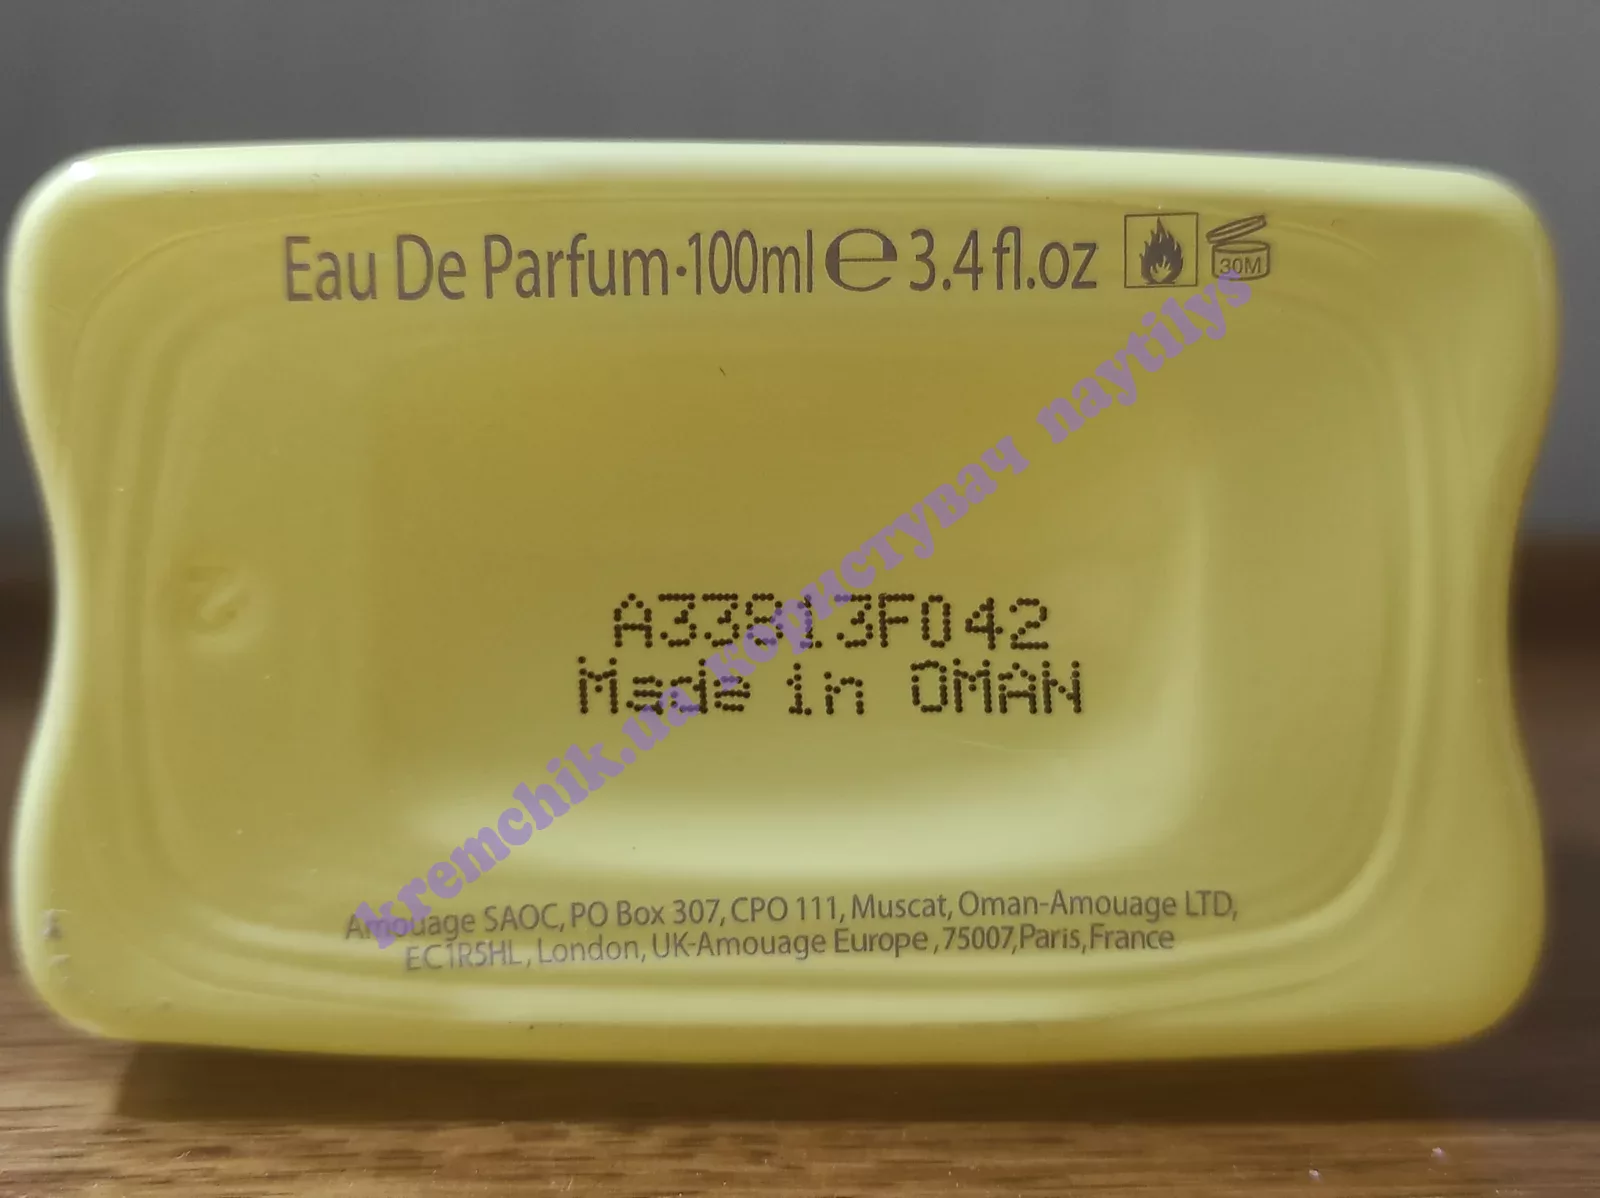 Eau De Parfum·100ml ℮ 3.4 fl.oz
30M
A33813F042
Made in OMAN
kremchik.ua користувач naytilys
Amouage SAOC, PO Box 307, CPO 111, Muscat, Oman-Amouage LTD,
EC1R5HL, London, UK-Amouage Europe ,75007,Paris,France